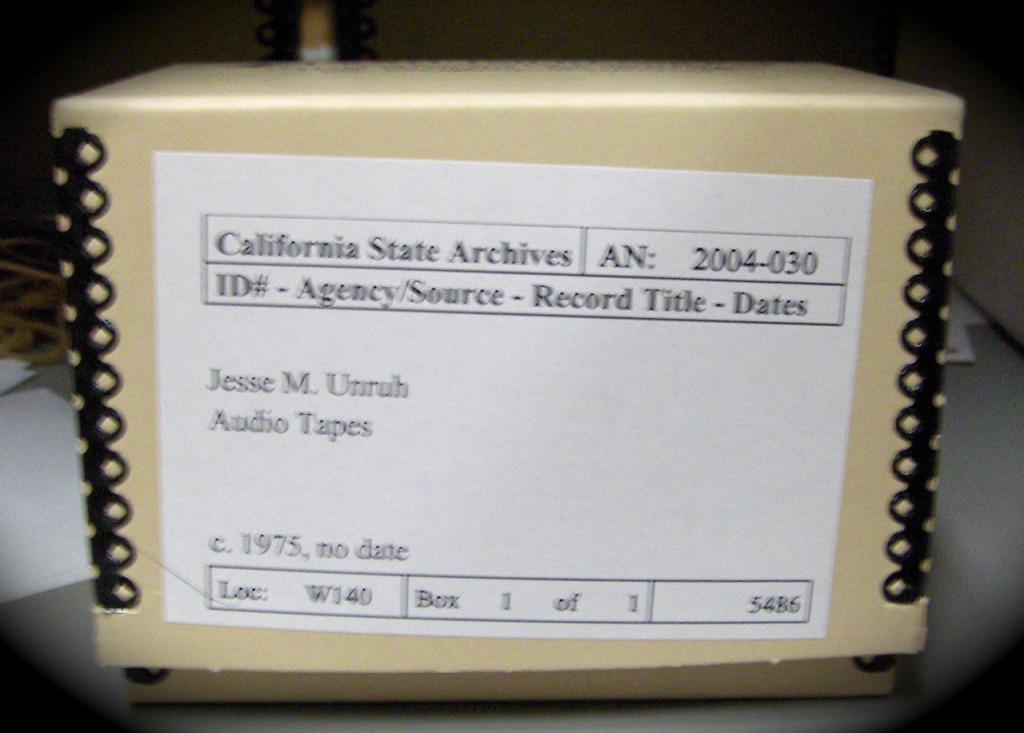 California State Archives AN: 2004-030
ID# - Agency/Source - Record Title - Dates
Jesse M. Unruh
Audio Tapes
c. 1975, no date
Loc: W140 Box 1 of 1 5486